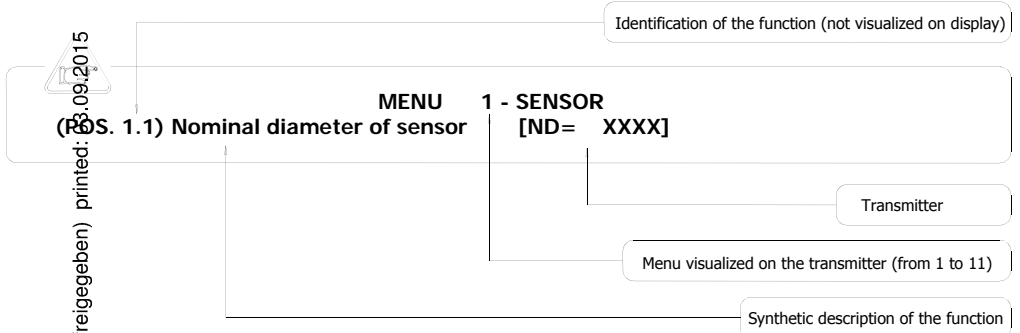 Identification of the function (not visualized on display)
MENU 1 - SENSOR
(POS. 1.1) Nominal diameter of sensor [ND= XXXX]
Transmitter
Menu visualized on the transmitter (from 1 to 11)
Synthetic description of the function
reigegeben) printed: 03.09.2015